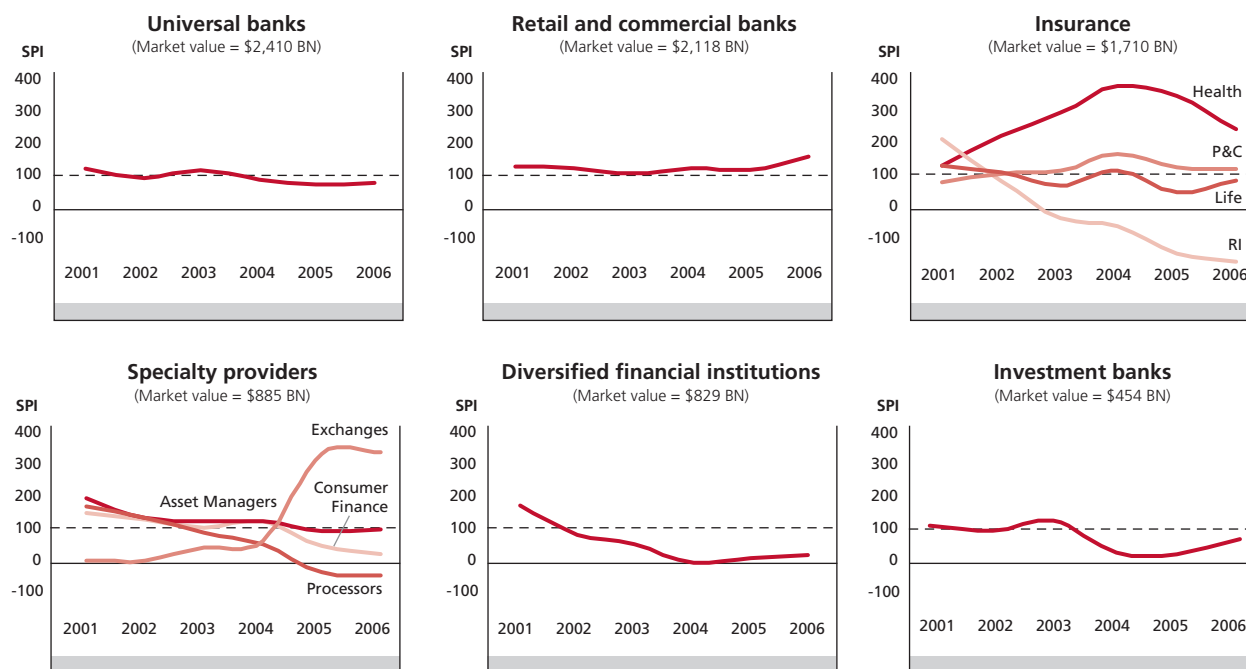 Universal banks
(Market value = $2,410 BN)
SPI
400
300
200
100
0
-100
2001 2002 2003 2004 2005 2006
Retail and commercial banks
(Market value = $2,118 BN)
SPI
400
300
200
100
0
-100
2001 2002 2003 2004 2005 2006
Insurance
(Market value = $1,710 BN)
SPI
400
300
200
100
0
-100
Health
P&C
Life
RI
2001 2002 2003 2004 2005 2006
Specialty providers
(Market value = $885 BN)
SPI
400
300
200
100
0
-100
Exchanges
Asset Managers
Consumer
Finance
Processors
2001 2002 2003 2004 2005 2006
Diversified financial institutions
(Market value = $829 BN)
SPI
400
300
200
100
0
-100
2001 2002 2003 2004 2005 2006
Investment banks
(Market value = $454 BN)
SPI
400
300
200
100
0
-100
2001 2002 2003 2004 2005 2006